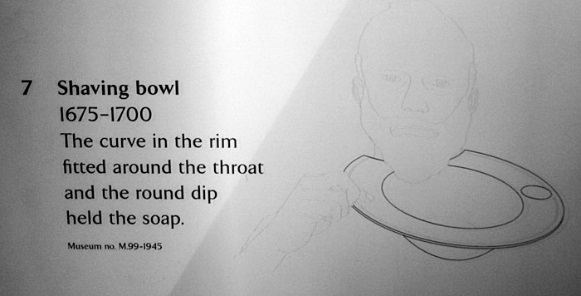 7 Shaving bowl
1675–1700
The curve in the rim
fitted around the throat
and the round dip
held the soap.
Museum no. M.99-1945